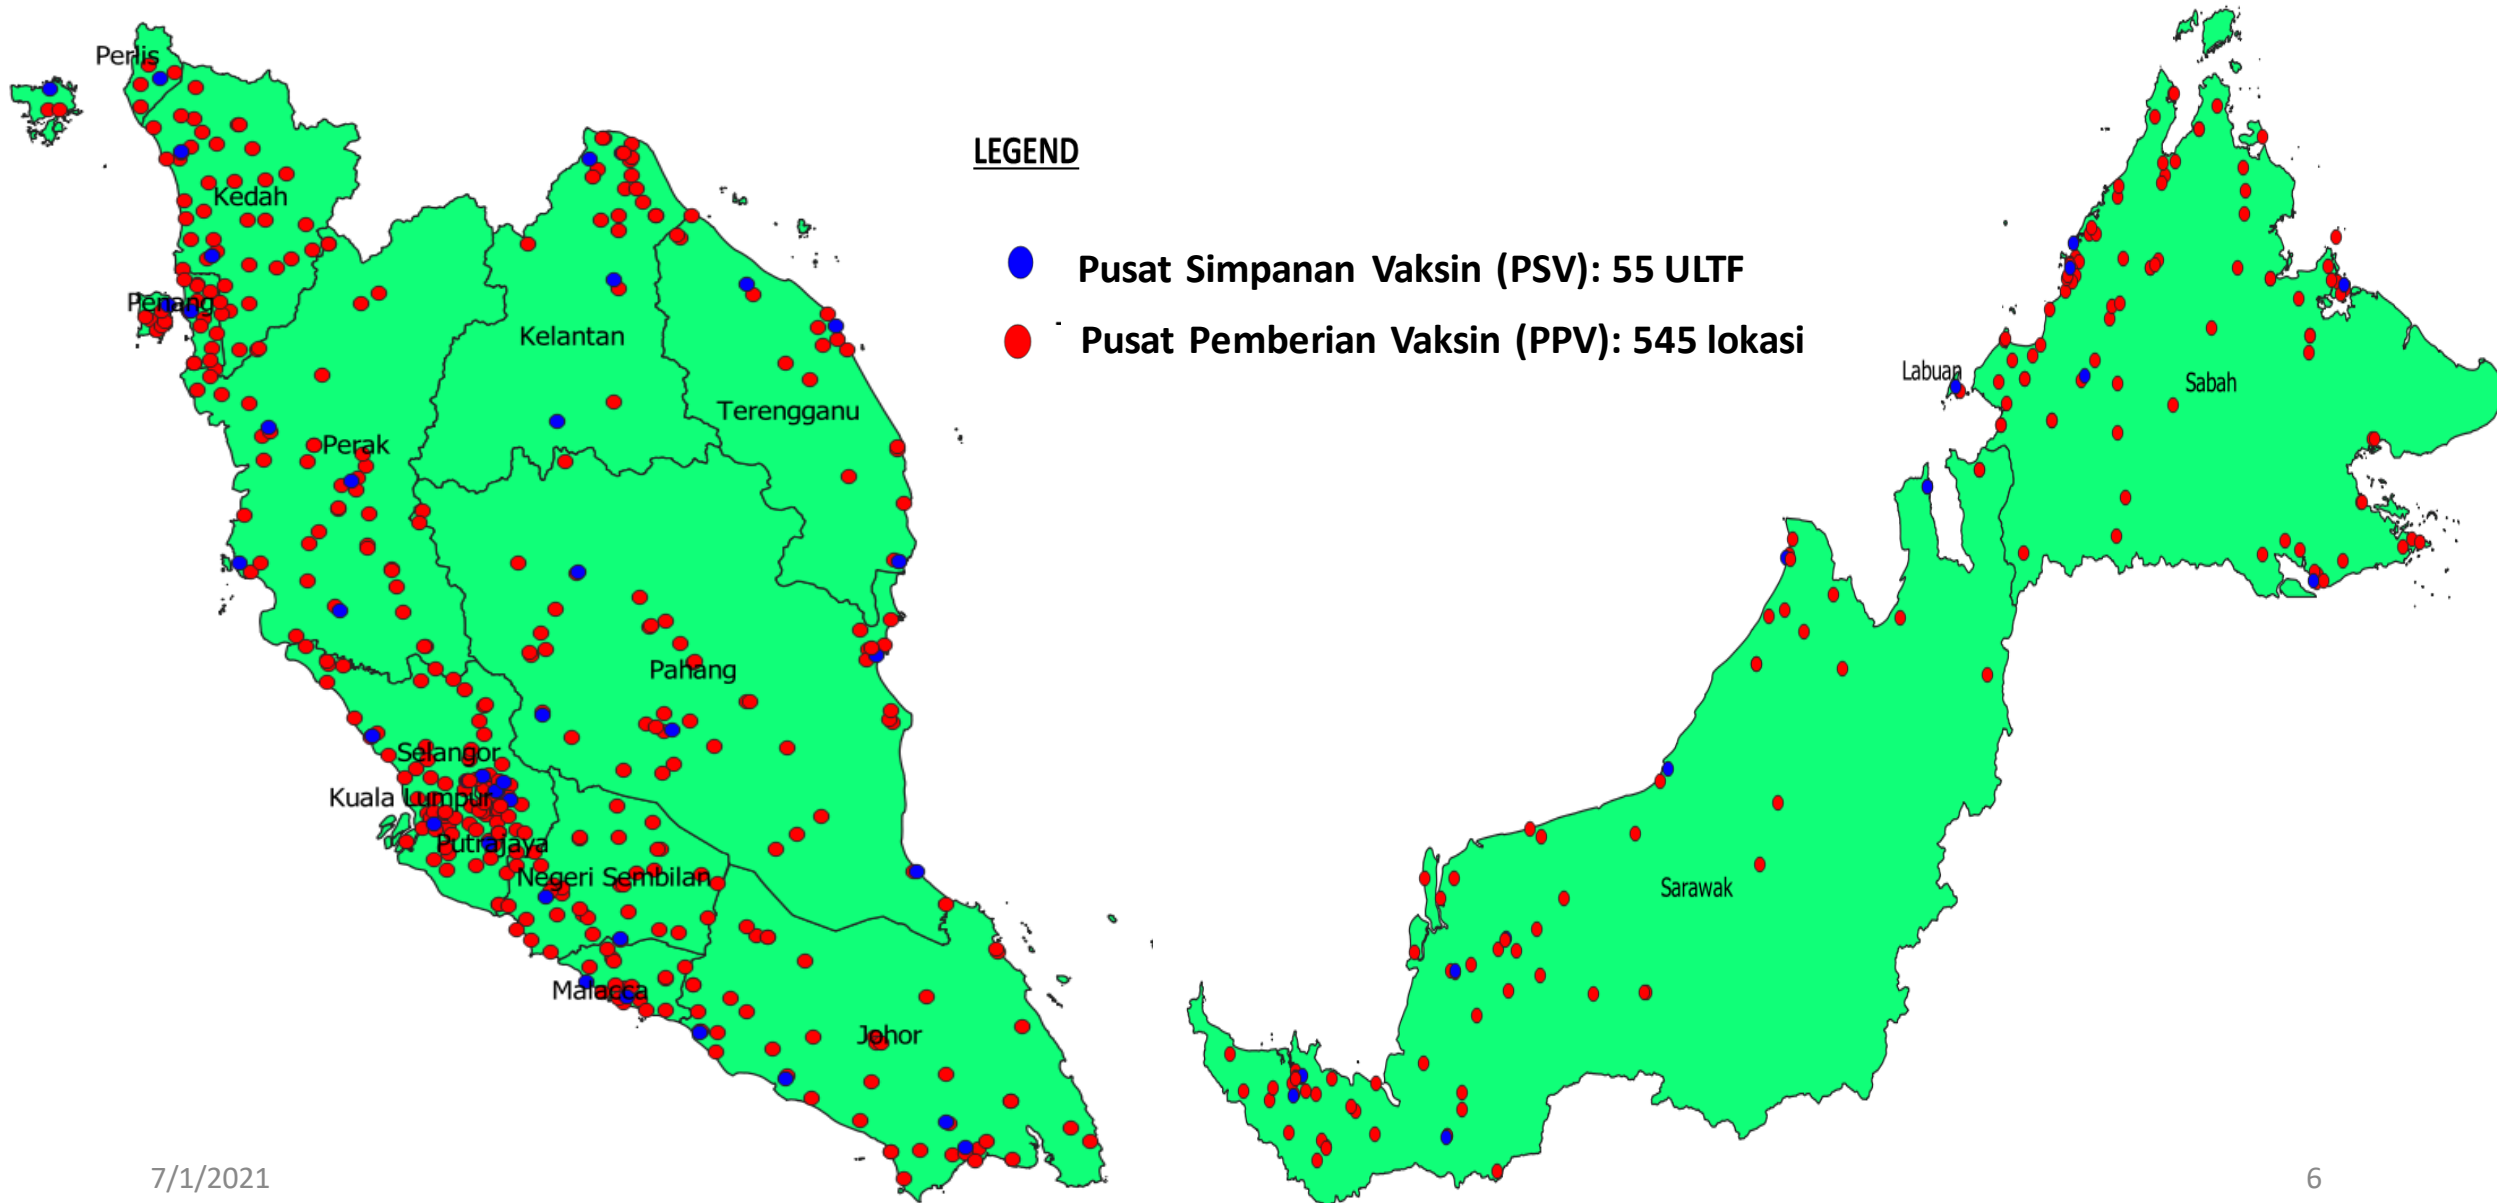 Perlis
Kedah
Penang
Kelantan
Terengganu
Perak
Pahang
Selangor
Kuala Lumpur
Putrajaya
Negeri Sembilan
Malacca
Johor
LEGEND
Pusat Simpanan Vaksin (PSV): 55 ULTF
Pusat Pemberian Vaksin (PPV): 545 lokasi
Labuan
Sabah
Sarawak
7/1/2021
6